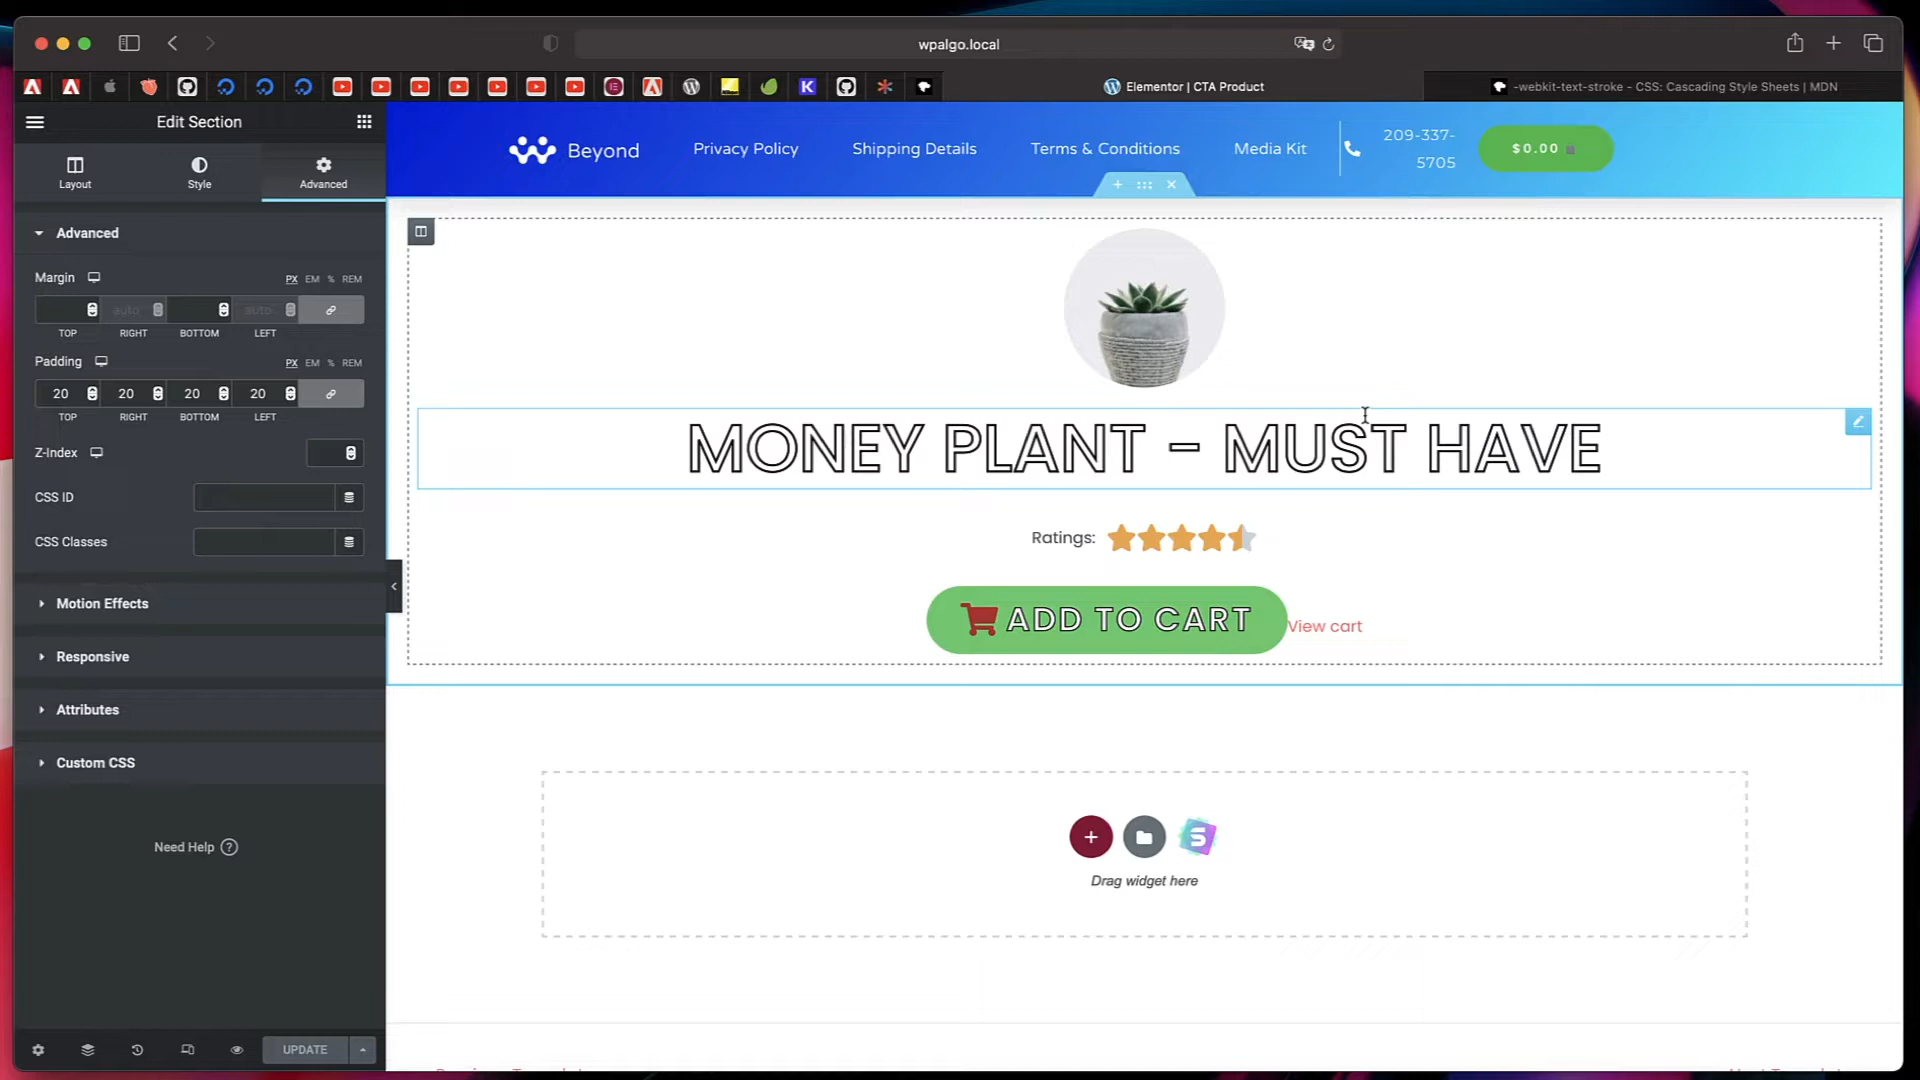 wpalgo.local
Elementor | CTA Product
-webkit-text-stroke - CSS: Cascading Style Sheets | MDN
Edit Section
Layout
Style
Advanced
Advanced
Margin
PX EM % REM
auto
auto
TOP RIGHT BOTTOM LEFT
Padding
PX EM % REM
20 20 20 20
TOP RIGHT BOTTOM LEFT
Z-Index
CSS ID
CSS Classes
Motion Effects
Responsive
Attributes
Custom CSS
Need Help ?
UPDATE
Beyond
Privacy Policy
Shipping Details
Terms & Conditions
Media Kit
209-337-
5705
$0.00
MONEY PLANT – MUST HAVE
Ratings:
ADD TO CART
View cart
Drag widget here